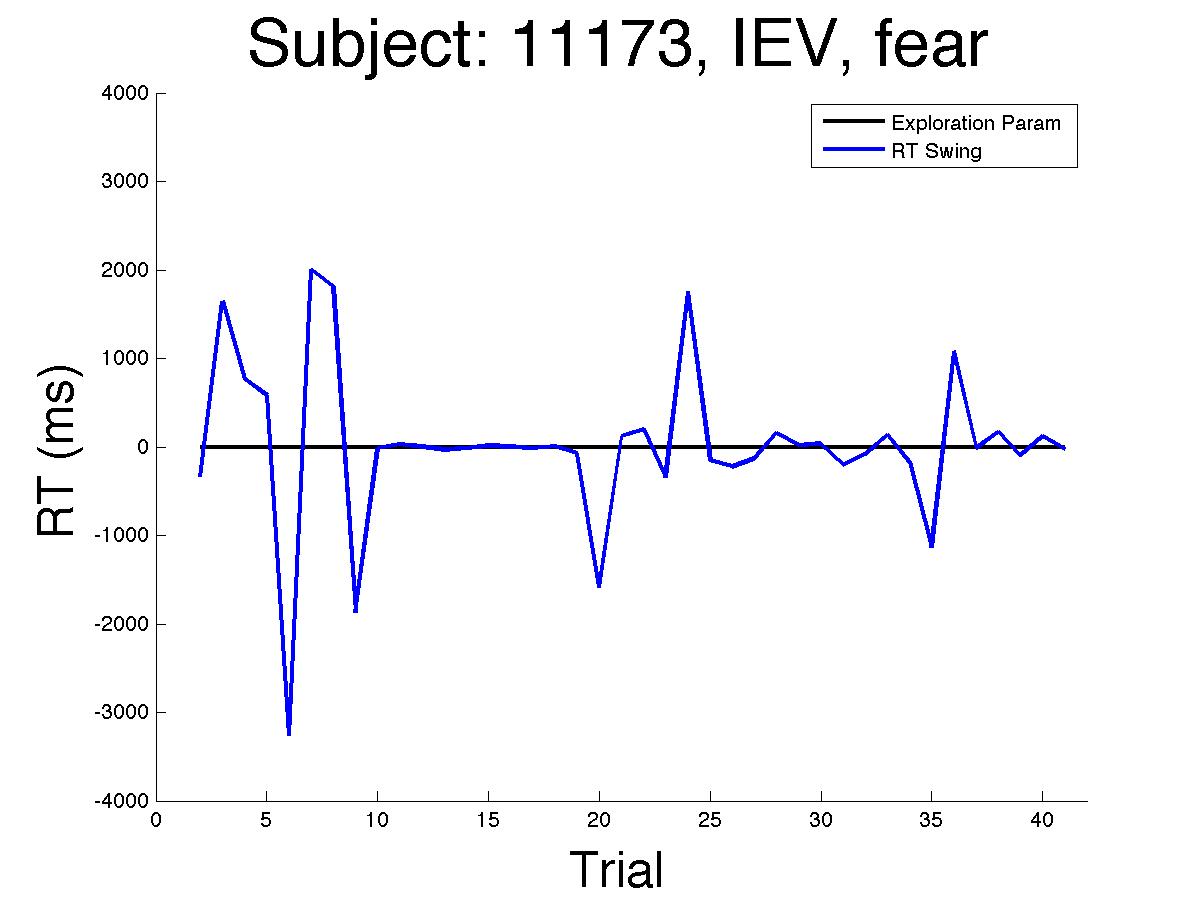 Subject: 11173, IEV, fear
4000
3000
2000
1000
0
-1000
-2000
-3000
-4000
RT (ms)
Exploration Param
RT Swing
0 5 10 15 20 25 30 35 40
Trial